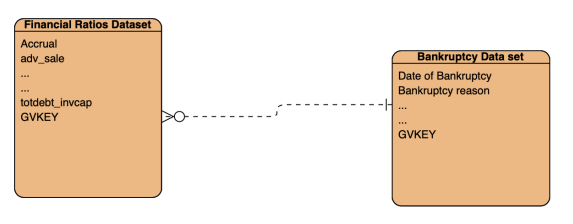 Financial Ratios Dataset
Accrual
adv_sale
...
...
totdebt_invcap
GVKEY
Bankruptcy Data set
Date of Bankruptcy
Bankruptcy reason
...
...
GVKEY